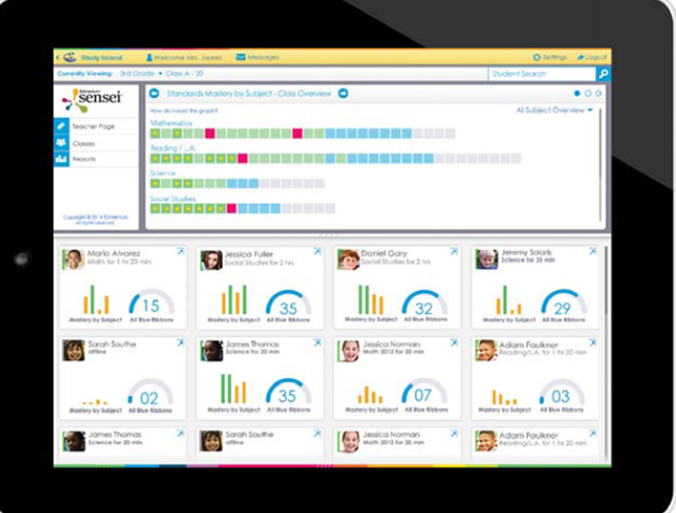 Study Island Welcome Mrs. Jaures Messages Settings Logout
Currently Viewing: 3rd Grade • Class A - 20 Student Search
sensei
Teacher Page
Classes
Reports
Standards Mastery by Subject - Class Overview
How do I read the graph? All Subject Overview
Mathematics
Reading / L.A.
Science
Social Studies
Mario Alvarez
Math for 1 hr 20 min
15
Mastery by Subject All Blue Ribbons
Jessica Fuller
Social Studies for 2 hrs
35
Mastery by Subject All Blue Ribbons
Daniel Gary
Social Studies for 2 hrs
32
Mastery by Subject All Blue Ribbons
Jeremy Solaris
Science for 35 min
29
Mastery by Subject All Blue Ribbons
Sarah Southe
offline
02
Mastery by Subject All Blue Ribbons
James Thomas
Science for 20 min
35
Mastery by Subject All Blue Ribbons
Jessica Norman
Math 2012 for 20 min
07
Mastery by Subject All Blue Ribbons
Adam Faulkner
Reading/L.A. for 1 hr 20 min
03
Mastery by Subject All Blue Ribbons
James Thomas
Science for 20 min
Sarah Southe
offline
Jessica Norman
Math 2012 for 20 min
Adam Faulkner
Reading/L.A. for 1 hr 20 min